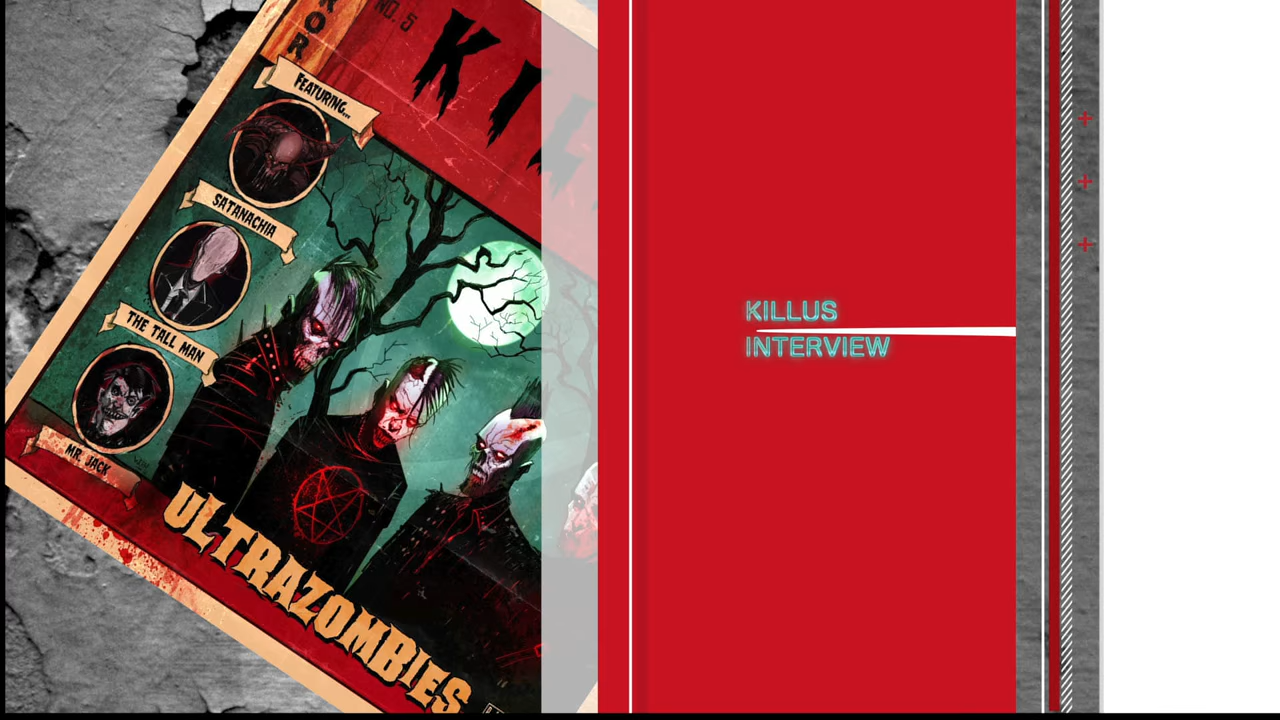 NO. 5
FEATURING...
SATANACHIA
THE TALL MAN
MR. JACK
ULTRAZOMBIES
KILLUS
INTERVIEW